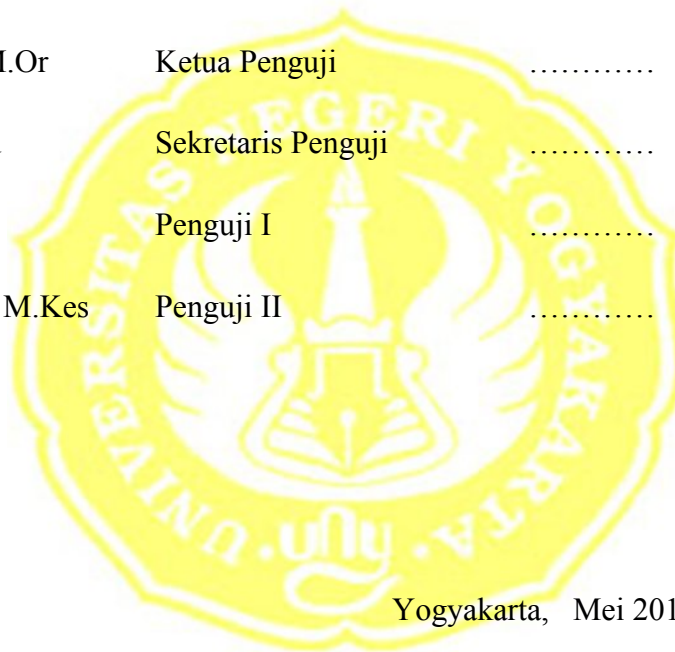 M.Or Ketua Penguji …………
Sekretaris Penguji …………
Penguji I …………
M.Kes Penguji II …………
UNIVERSITAS NEGERI YOGYAKARTA
uny
Yogyakarta, Mei 201